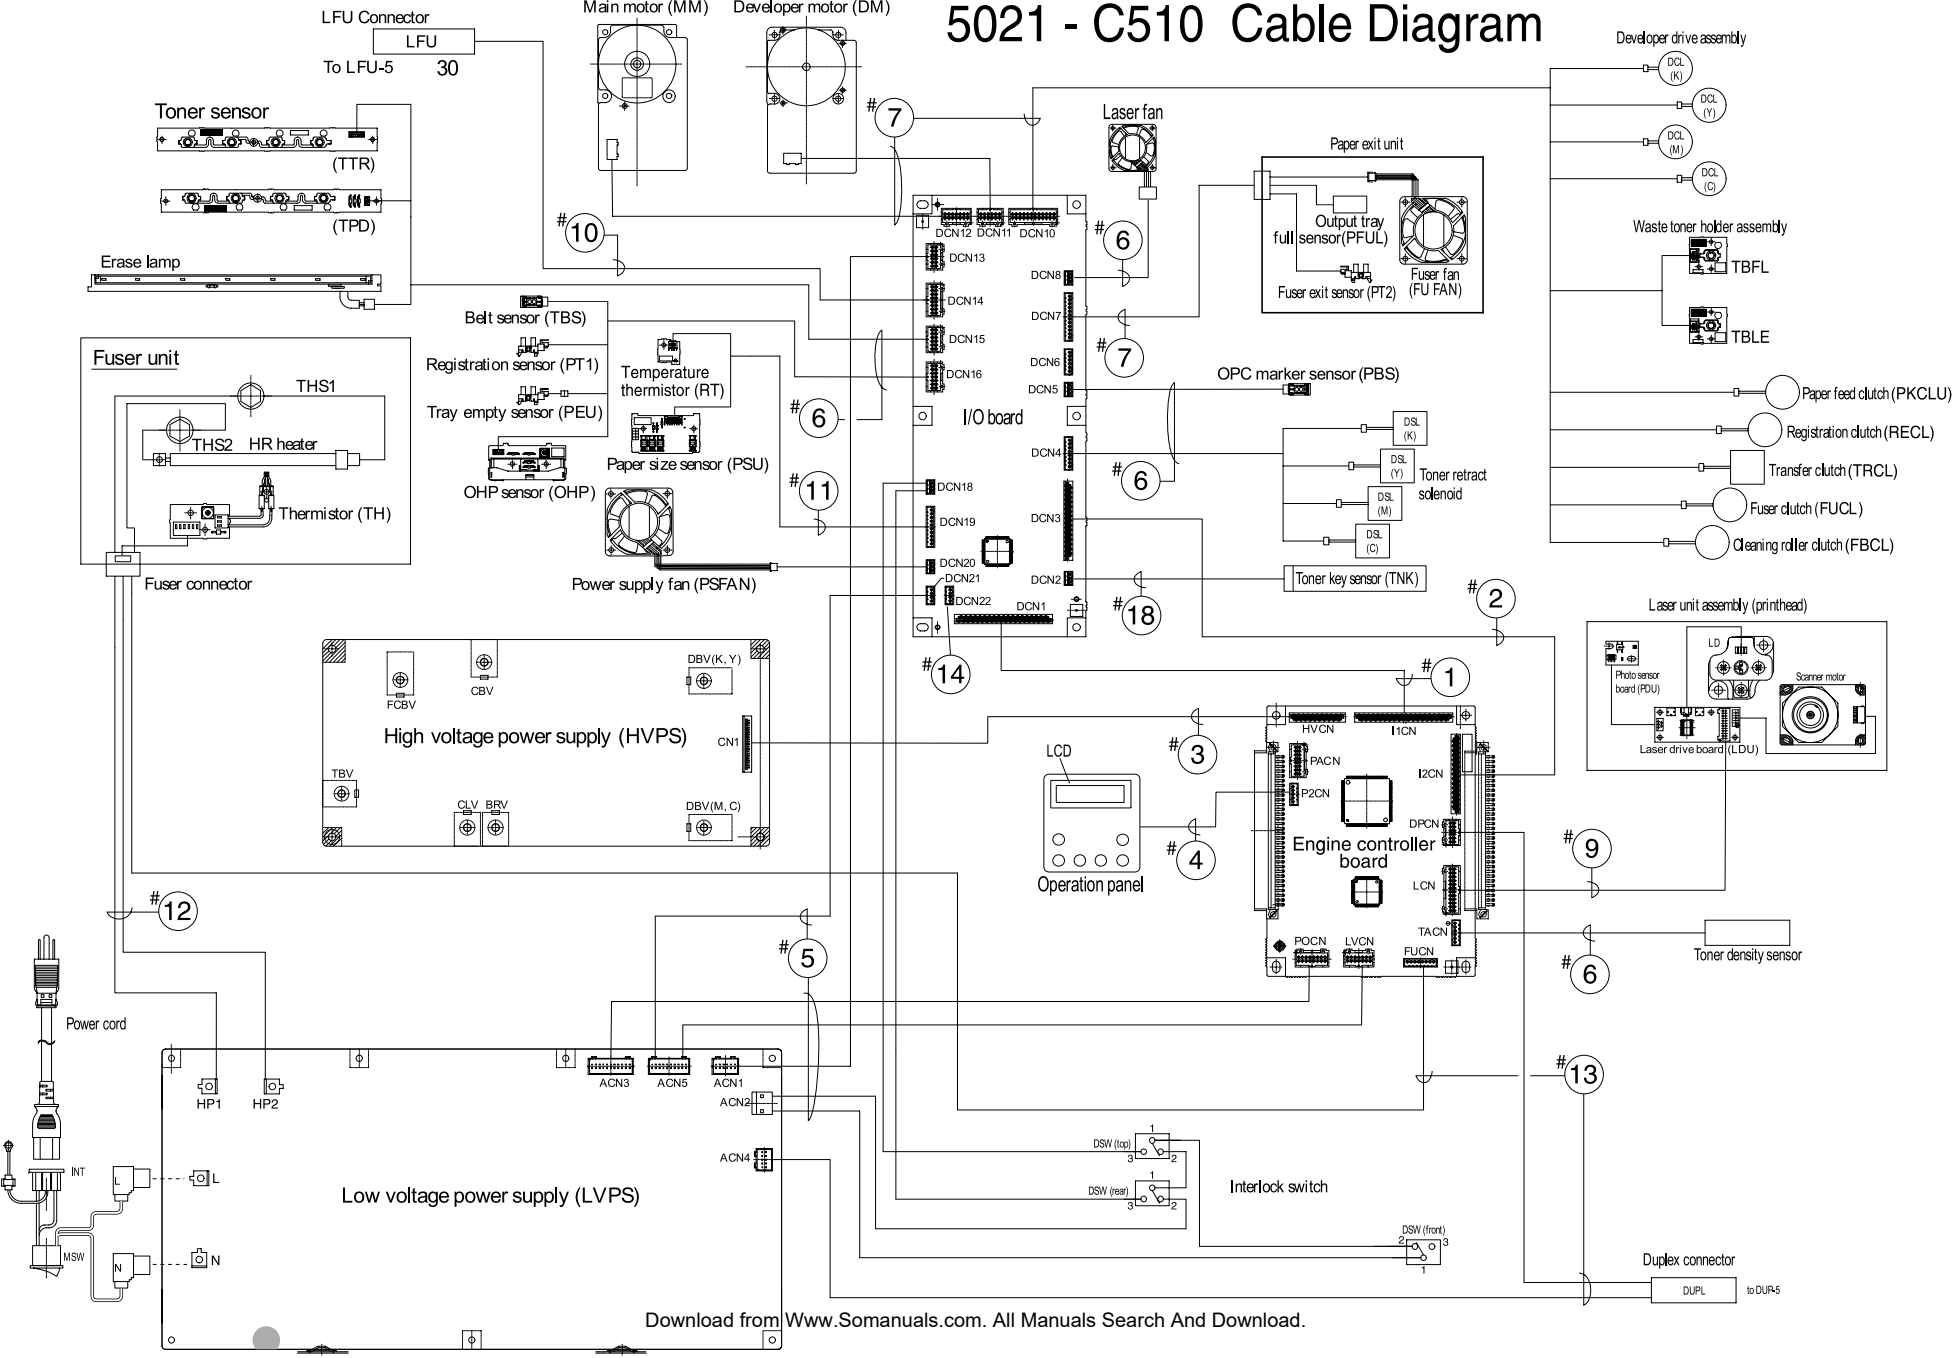 5021 - C510 Cable Diagram
LFU Connector
LFU
To LFU-5
30
Main motor (MM)
Developer motor (DM)
Toner sensor
(TTR)
(TPD)
Erase lamp
#
10
#
7
Laser fan
Paper exit unit
Output tray
full sensor(PFUL)
Fuser exit sensor (PT2)
Fuser fan
(FU FAN)
Developer drive assembly
DCL
(K)
DCL
(Y)
DCL
(M)
DCL
(C)
Waste toner holder assembly
TBFL
TBLE
Paper feed clutch (PKCLU)
Registration clutch (RECL)
Transfer clutch (TRCL)
Fuser clutch (FUCL)
Cleaning roller clutch (FBCL)
DCN12
DCN11
DCN10
DCN13
DCN14
DCN15
DCN16
DCN8
DCN7
DCN6
DCN5
I/O board
DCN4
DCN18
DCN3
DCN19
DCN20
DCN21
DCN22
DCN2
DCN1
#
6
#
7
OPC marker sensor (PBS)
#
6
DSL
(K)
DSL
(Y)
DSL
(M)
DSL
(C)
Toner retract
solenoid
Toner key sensor (TNK)
#
18
#
2
#
14
#
1
Belt sensor (TBS)
Registration sensor (PT1)
Tray empty sensor (PEU)
OHP sensor (OHP)
Temperature
thermistor (RT)
Paper size sensor (PSU)
Power supply fan (PSFAN)
#
6
#
11
Fuser unit
THS1
THS2
HR heater
Thermistor (TH)
Fuser connector
High voltage power supply (HVPS)
FCBV
CBV
DBV(K, Y)
CN1
TBV
CLV
BRV
DBV(M, C)
#
3
LCD
Operation panel
#
4
HVCN
I1CN
PACN
P2CN
I2CN
DPCN
Engine controller
board
LCN
TACN
POCN
LVCN
FUCN
Laser unit assembly (printhead)
LD
Photo sensor
board (PDU)
Scanner motor
Laser drive board (LDU)
#
9
Toner density sensor
#
6
#
12
#
5
#
13
Power cord
INT
MSW
L
L
N
N
HP1
HP2
ACN3
ACN5
ACN1
ACN2
ACN4
Low voltage power supply (LVPS)
DSW (top)
1
3
2
DSW (rear)
1
3
2
Interlock switch
DSW (front)
2
3
1
Duplex connector
DUPL
to DUP-5
Download from Www.Somanuals.com. All Manuals Search And Download.